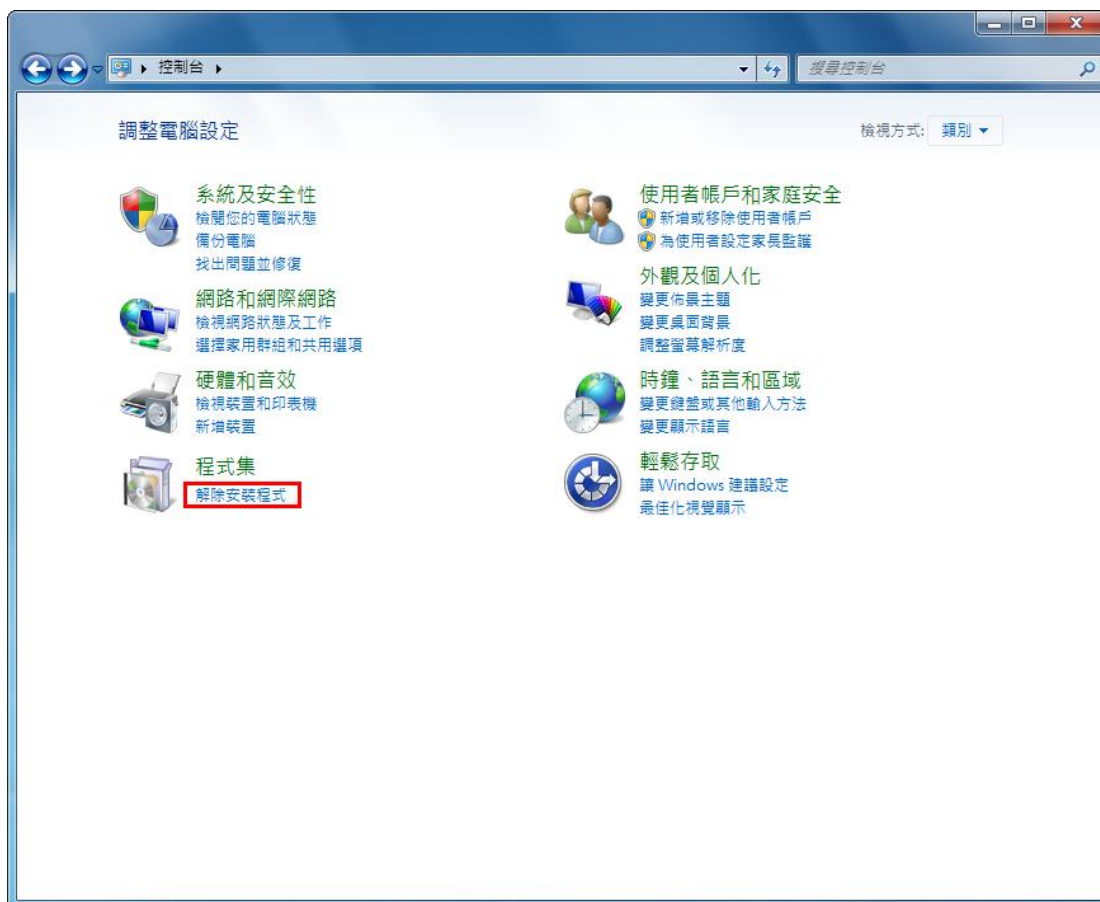 控制台
搜尋控制台
調整電腦設定
檢視方式: 類別
系統及安全性
檢閱您的電腦狀態
備份電腦
找出問題並修復
網路和網際網路
檢視網路狀態及工作
選擇家用群組和共用選項
硬體和音效
檢視裝置和印表機
新增裝置
程式集
解除安裝程式
使用者帳戶和家庭安全
新增或移除使用者帳戶
為使用者設定家長監護
外觀及個人化
變更佈景主題
變更桌面背景
調整螢幕解析度
時鐘、語言和區域
變更鍵盤或其他輸入方法
變更顯示語言
輕鬆存取
讓 Windows 建議設定
最佳化視覺顯示